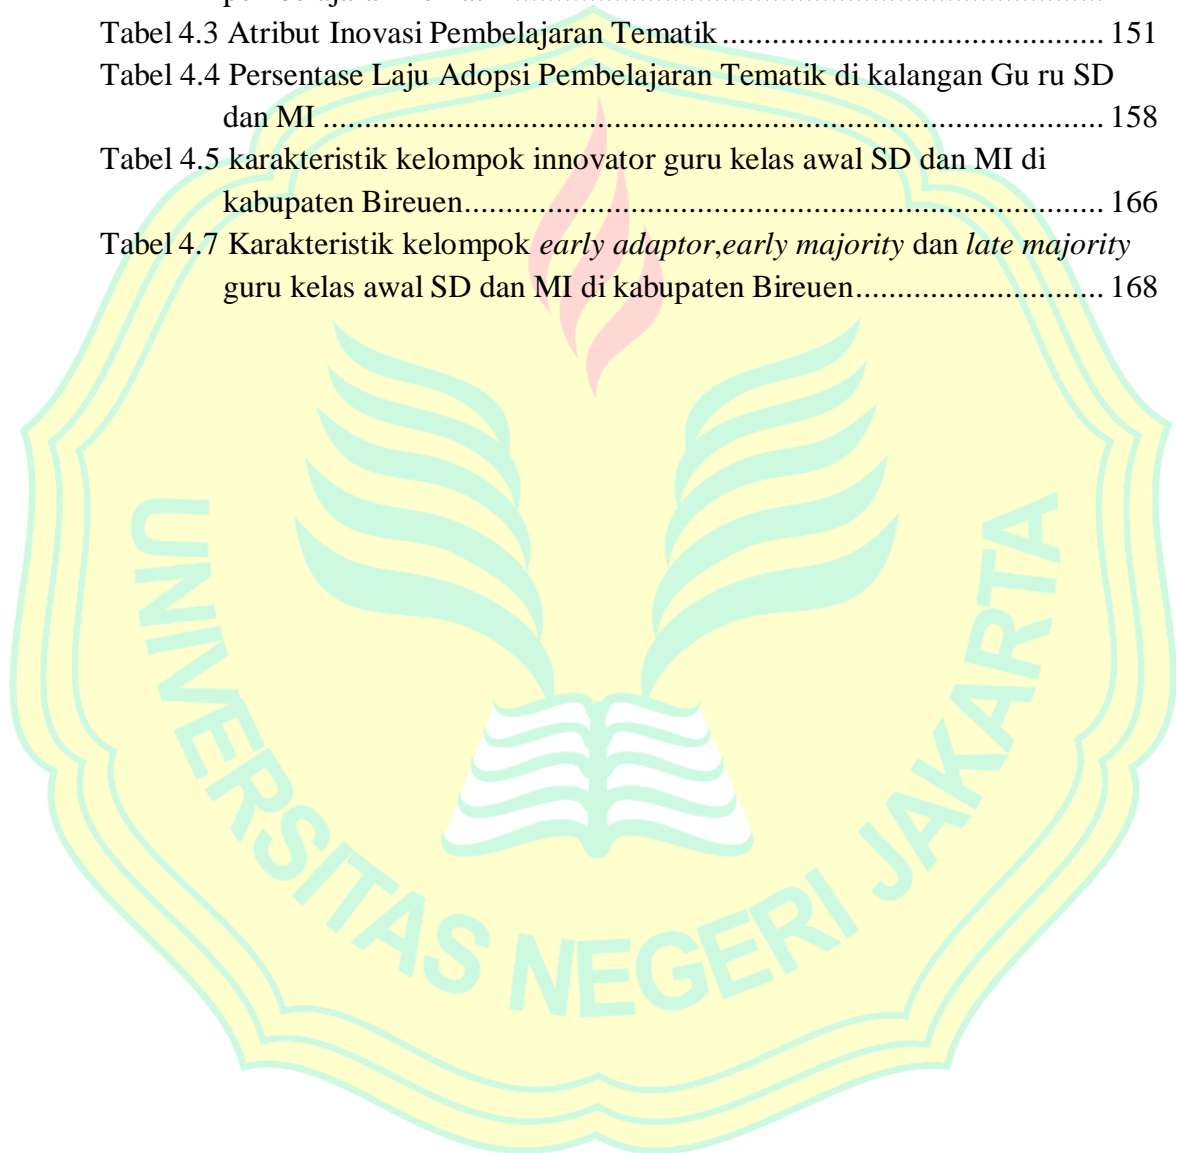 Tabel 4.3 Atribut Inovasi Pembelajaran Tematik .............................................. 151
Tabel 4.4 Persentase Laju Adopsi Pembelajaran Tematik di kalangan Gu ru SD
dan MI ............................................................................................... 158
Tabel 4.5 karakteristik kelompok innovator guru kelas awal SD dan MI di
kabupaten Bireuen.............................................................................. 166
Tabel 4.7 Karakteristik kelompok early adaptor,early majority dan late majority
guru kelas awal SD dan MI di kabupaten Bireuen.............................. 168
UNIVERSITAS NEGERI JAKARTA